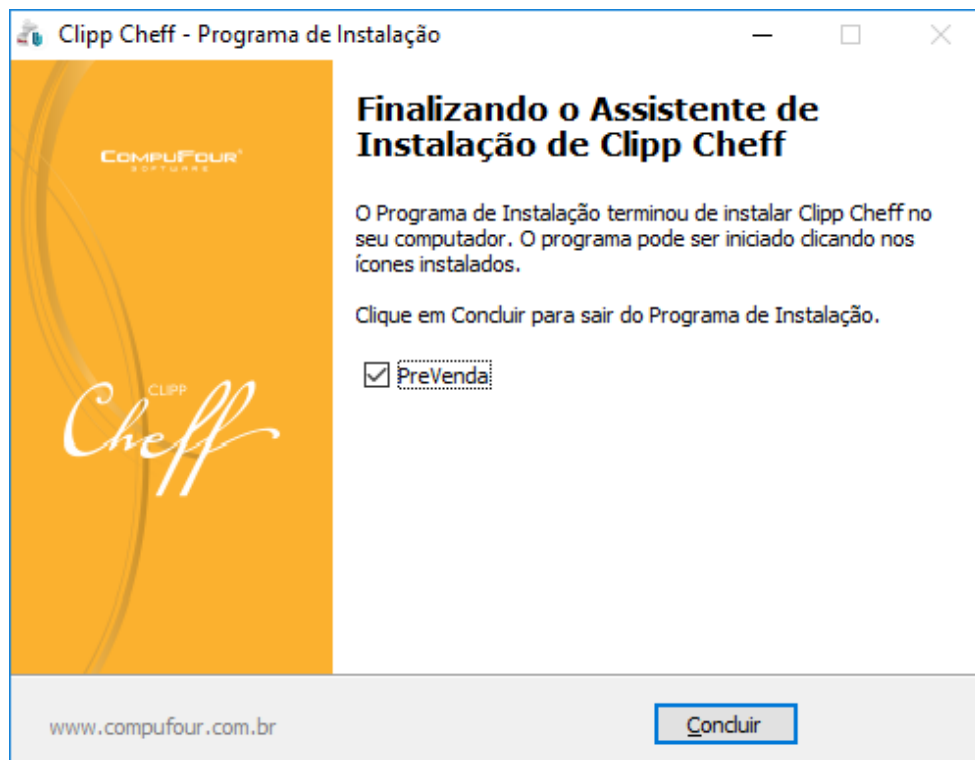 Clipp Cheff - Programa de Instalação
COMPUFOUR®
SOFTWARE
Finalizando o Assistente de
Instalação de Clipp Cheff
O Programa de Instalação terminou de instalar Clipp Cheff no
seu computador. O programa pode ser iniciado clicando nos
ícones instalados.
Clique em Concluir para sair do Programa de Instalação.
PreVenda
CLIPP
Cheff
www.compufour.com.br
Concluir